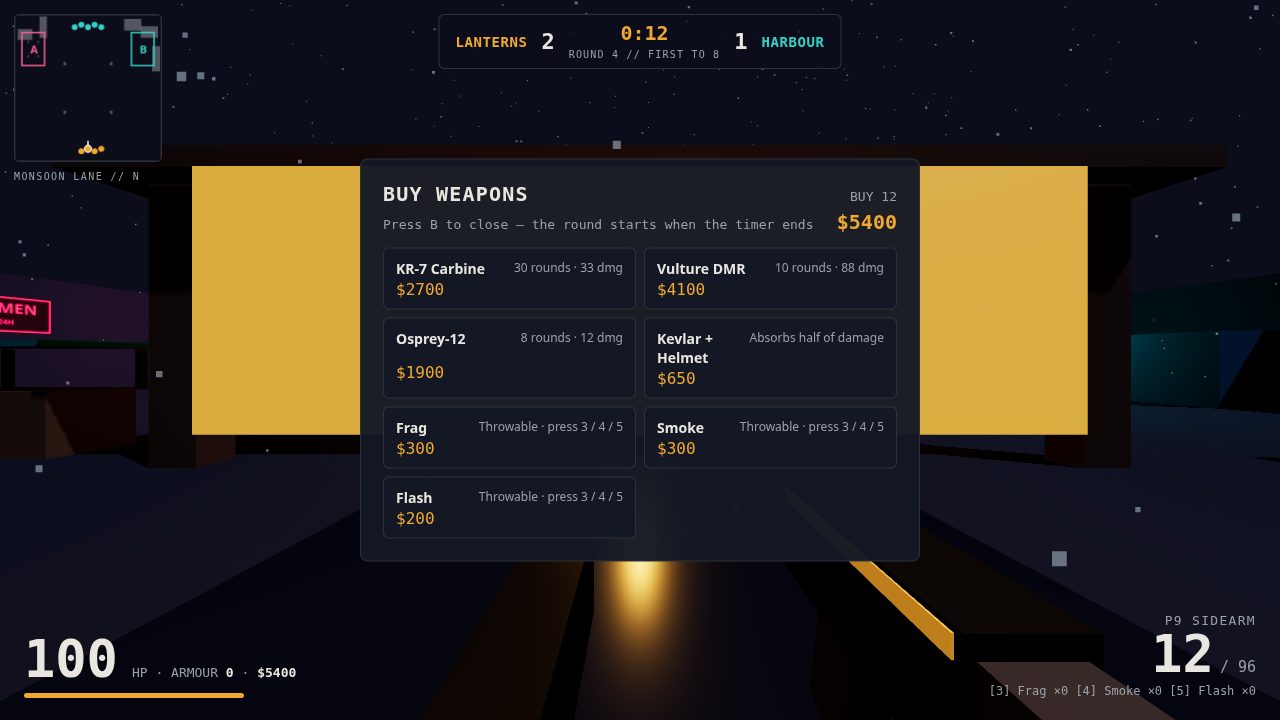 A
B
LANTERNS 2 0:12 1 HARBOUR
ROUND 4 // FIRST TO 8
MONSOON LANE // N
MEN
24H
BUY WEAPONS
BUY 12
Press B to close — the round starts when the timer ends
$5400
KR-7 Carbine 30 rounds · 33 dmg
$2700
Vulture DMR 10 rounds · 88 dmg
$4100
Osprey-12 8 rounds · 12 dmg
$1900
Kevlar + Helmet Absorbs half of damage
$650
Frag Throwable · press 3 / 4 / 5
$300
Smoke Throwable · press 3 / 4 / 5
$300
Flash Throwable · press 3 / 4 / 5
$200
100 HP · ARMOUR 0 · $5400
P9 SIDEARM
12 / 96
[3] Frag ×0 [4] Smoke ×0 [5] Flash ×0